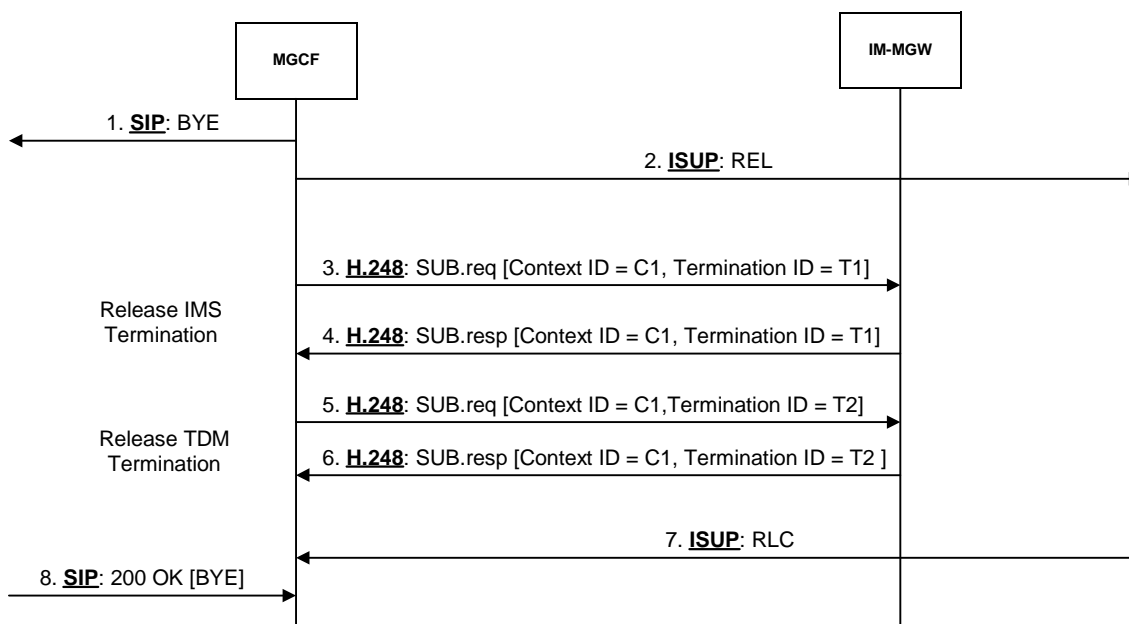 MGCF
IM-MGW
1. SIP: BYE
2. ISUP: REL
3. H.248: SUB.req [Context ID = C1, Termination ID = T1]
Release IMS
Termination
4. H.248: SUB.resp [Context ID = C1, Termination ID = T1]
5. H.248: SUB.req [Context ID = C1,Termination ID = T2]
Release TDM
Termination
6. H.248: SUB.resp [Context ID = C1, Termination ID = T2 ]
7. ISUP: RLC
8. SIP: 200 OK [BYE]